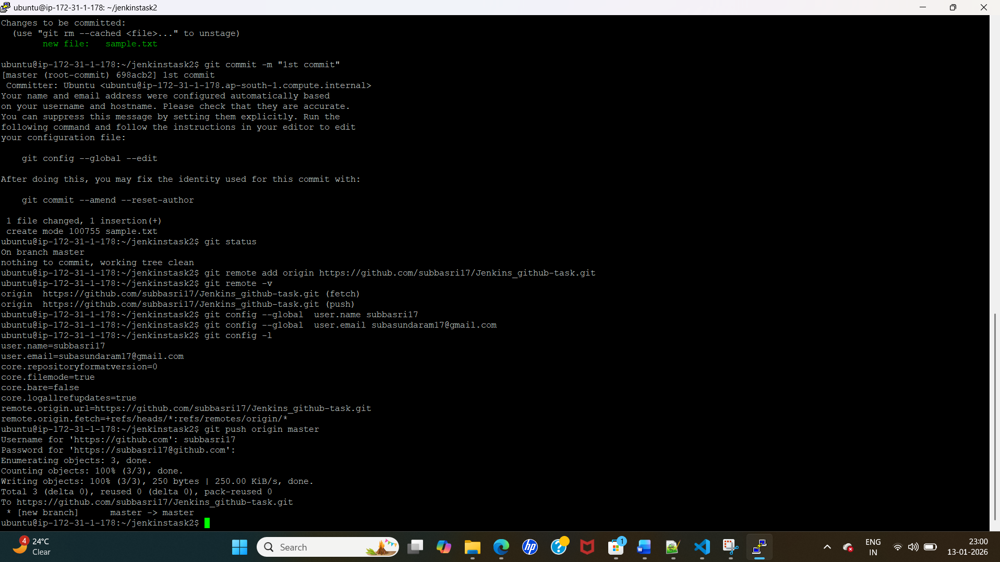 ubuntu@ip-172-31-1-178: ~/jenkinstask2
Changes to be committed:
  (use "git rm --cached <file>..." to unstage)
        new file:   sample.txt
ubuntu@ip-172-31-1-178:~/jenkinstask2$ git commit -m "1st commit"
[master (root-commit) 698acb2] 1st commit
 Committer: Ubuntu <ubuntu@ip-172-31-1-178.ap-south-1.compute.internal>
Your name and email address were configured automatically based
on your username and hostname. Please check that they are accurate.
You can suppress this message by setting them explicitly. Run the
following command and follow the instructions in your editor to edit
your configuration file:
    git config --global --edit
After doing this, you may fix the identity used for this commit with:
    git commit --amend --reset-author
 1 file changed, 1 insertion(+)
 create mode 100755 sample.txt
ubuntu@ip-172-31-1-178:~/jenkinstask2$ git status
On branch master
nothing to commit, working tree clean
ubuntu@ip-172-31-1-178:~/jenkinstask2$ git remote add origin https://github.com/subbasri17/Jenkins_github-task.git
ubuntu@ip-172-31-1-178:~/jenkinstask2$ git remote -v
origin  https://github.com/subbasri17/Jenkins_github-task.git (fetch)
origin  https://github.com/subbasri17/Jenkins_github-task.git (push)
ubuntu@ip-172-31-1-178:~/jenkinstask2$ git config --global  user.name subbasri17
ubuntu@ip-172-31-1-178:~/jenkinstask2$ git config --global  user.email subasundaram17@gmail.com
ubuntu@ip-172-31-1-178:~/jenkinstask2$ git config -l
user.name=subbasri17
user.email=subasundaram17@gmail.com
core.repositoryformatversion=0
core.filemode=true
core.bare=false
core.logallrefupdates=true
remote.origin.url=https://github.com/subbasri17/Jenkins_github-task.git
remote.origin.fetch=+refs/heads/*:refs/remotes/origin/*
ubuntu@ip-172-31-1-178:~/jenkinstask2$ git push origin master
Username for 'https://github.com': subbasri17
Password for 'https://subbasri17@github.com':
Enumerating objects: 3, done.
Counting objects: 100% (3/3), done.
Writing objects: 100% (3/3), 250 bytes | 250.00 KiB/s, done.
Total 3 (delta 0), reused 0 (delta 0), pack-reused 0
To https://github.com/subbasri17/Jenkins_github-task.git
 * [new branch]      master -> master
ubuntu@ip-172-31-1-178:~/jenkinstask2$
4
24°C
Clear
Search
hp
?
1
W
ENG
IN
23:00
13-01-2026